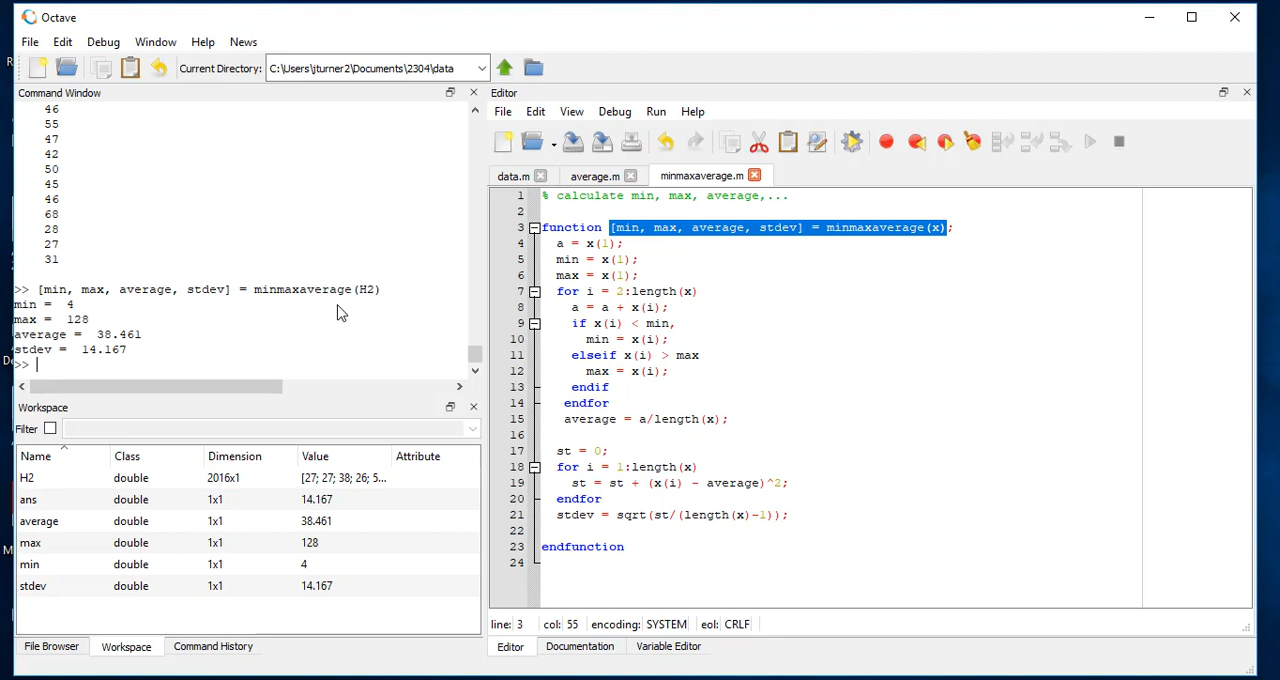 Octave
File Edit Debug Window Help News
Current Directory: C:\Users\jturner2\Documents\2304\data
Command Window
46
55
47
42
50
45
46
68
28
27
31
>> [min, max, average, stdev] = minmaxaverage(H2)
min = 4
max = 128
average = 38.461
stdev = 14.167
>>
Workspace
Filter
Name Class Dimension Value Attribute
H2 double 2016x1 [27; 27; 38; 26; 5...
ans double 1x1 14.167
average double 1x1 38.461
max double 1x1 128
min double 1x1 4
stdev double 1x1 14.167
File Browser Workspace Command History
Editor
File Edit View Debug Run Help
data.m average.m minmaxaverage.m
1 % calculate min, max, average,...
2
3 function [min, max, average, stdev] = minmaxaverage(x);
4 a = x(1);
5 min = x(1);
6 max = x(1);
7 for i = 2:length(x)
8 a = a + x(i);
9 if x(i) < min,
10 min = x(i);
11 elseif x(i) > max
12 max = x(i);
13 endif
14 endfor
15 average = a/length(x);
16
17 st = 0;
18 for i = 1:length(x)
19 st = st + (x(i) - average)^2;
20 endfor
21 stdev = sqrt(st/(length(x)-1));
22
23 endfunction
24
line: 3 col: 55 encoding: SYSTEM eol: CRLF
Editor Documentation Variable Editor